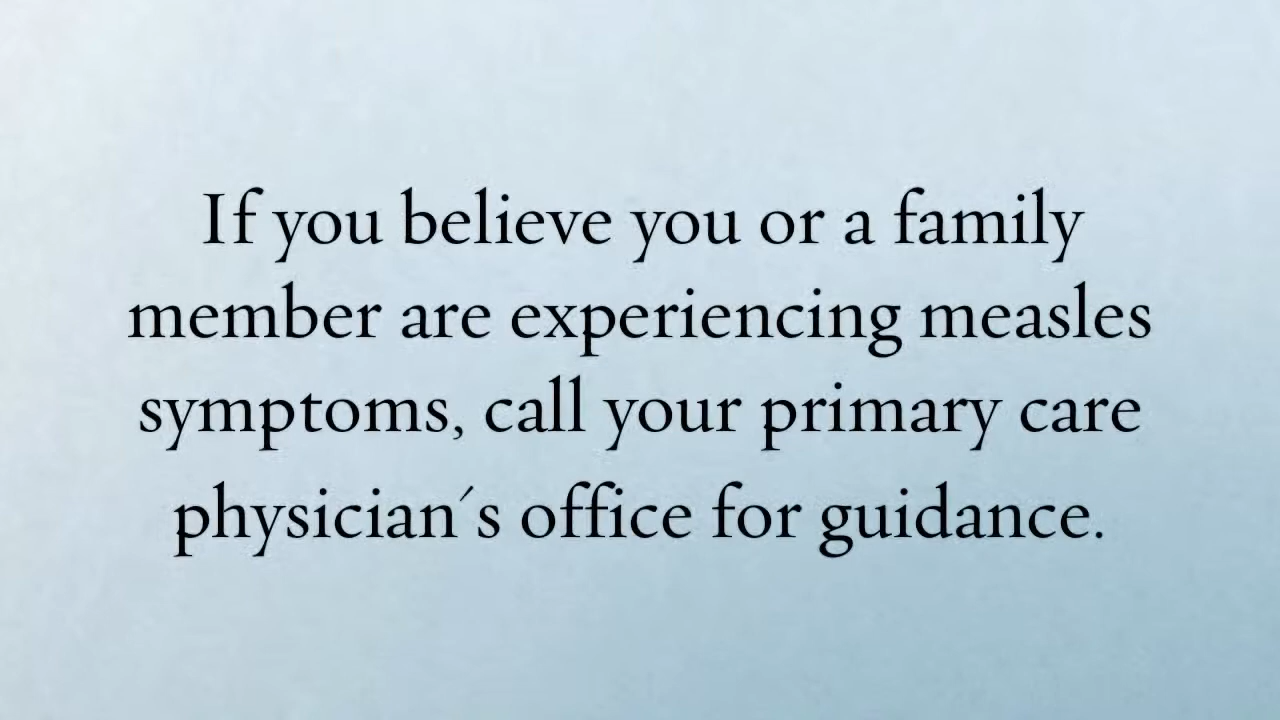 If you believe you or a family
member are experiencing measles
symptoms, call your primary care
physician´s office for guidance.